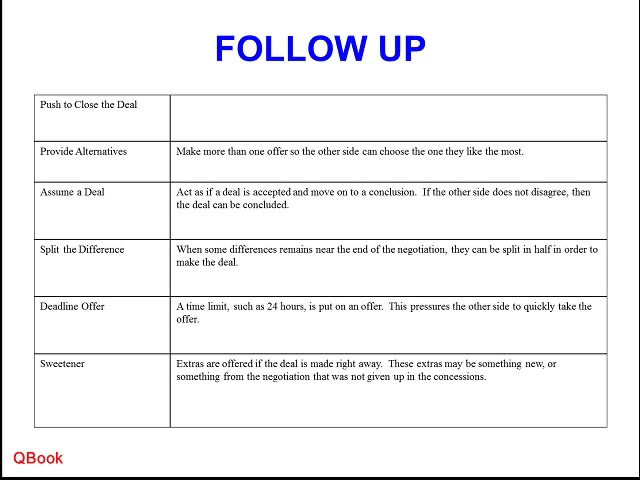 FOLLOW UP
Push to Close the Deal
Provide Alternatives
Make more than one offer so the other side can choose the one they like the most.
Assume a Deal
Act as if a deal is accepted and move on to a conclusion. If the other side does not disagree, then
the deal can be concluded.
Split the Difference
When some differences remains near the end of the negotiation, they can be split in half in order to
make the deal.
Deadline Offer
A time limit, such as 24 hours, is put on an offer. This pressures the other side to quickly take the
offer.
Sweetener
Extras are offered if the deal is made right away. These extras may be something new, or
something from the negotiation that was not given up in the concessions.
QBook